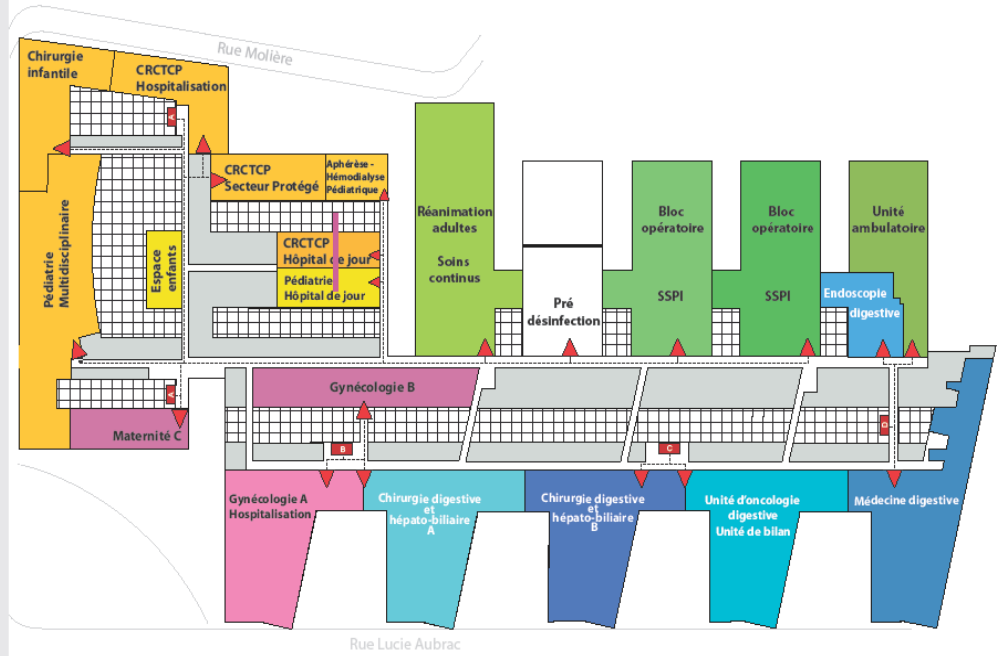 Rue Molière
Chirurgie
infantile
CRCTCP
Hospitalisation
A
CRCTCP
Secteur Protégé
Aphérèse -
Hémodialyse
Pédiatrique
Réanimation
adultes
Soins
continus
Bloc
opératoire
SSPI
Bloc
opératoire
SSPI
Unité
ambulatoire
Pédiatrie
Multidisciplinaire
Espace
enfants
CRCTCP
Hôpital de jour
Pédiatrie
Hôpital de jour
Pré
désinfection
Endoscopie
digestive
A
Maternité C
Gynécologie B
B
C
D
Gynécologie A
Hospitalisation
Chirurgie digestive
et
hépato-biliaire
A
Chirurgie digestive
et
hépato-biliaire
B
Unité d'oncologie
digestive
Unité de bilan
Médecine digestive
Rue Lucie Aubrac